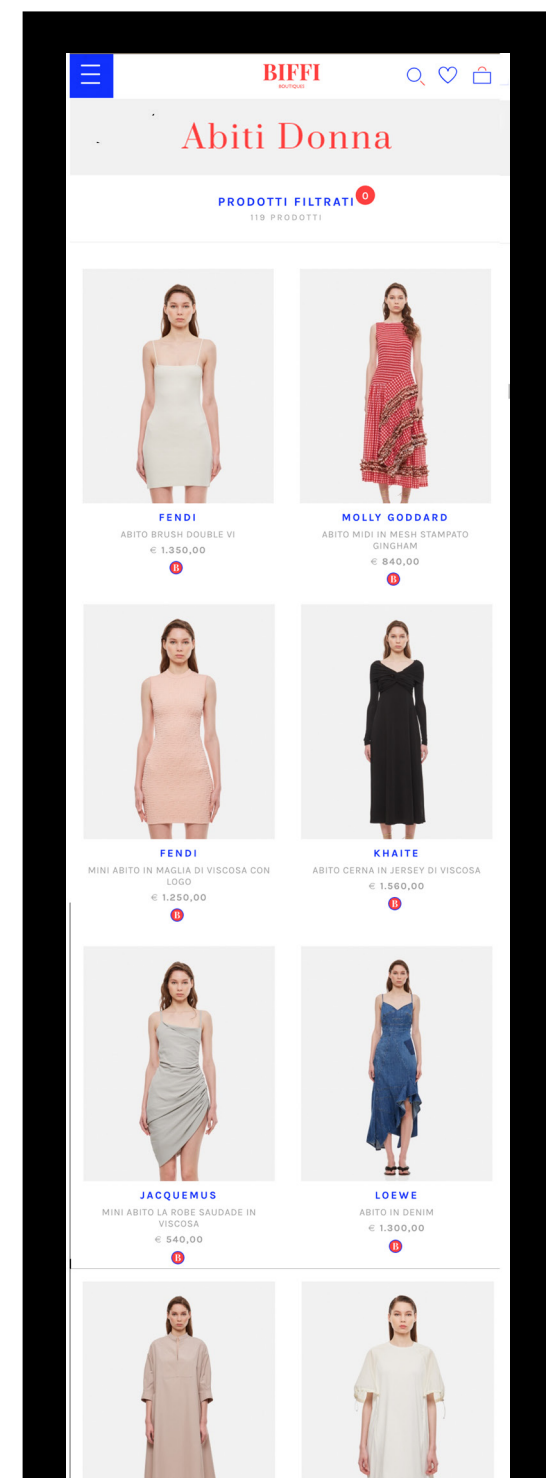 BIFFI
BOUTIQUES
Abiti Donna
PRODOTTI FILTRATI 0
119 PRODOTTI
FENDI
ABITO BRUSH DOUBLE VI
€ 1.350,00
B
MOLLY GODDARD
ABITO MIDI IN MESH STAMPATO
GINGHAM
€ 840,00
B
FENDI
MINI ABITO IN MAGLIA DI VISCOSA CON
LOGO
€ 1.250,00
B
KHAITE
ABITO CERNA IN JERSEY DI VISCOSA
€ 1.560,00
B
JACQUEMUS
MINI ABITO LA ROBE SAUDADE IN
VISCOSA
€ 540,00
B
LOEWE
ABITO IN DENIM
€ 1.300,00
B